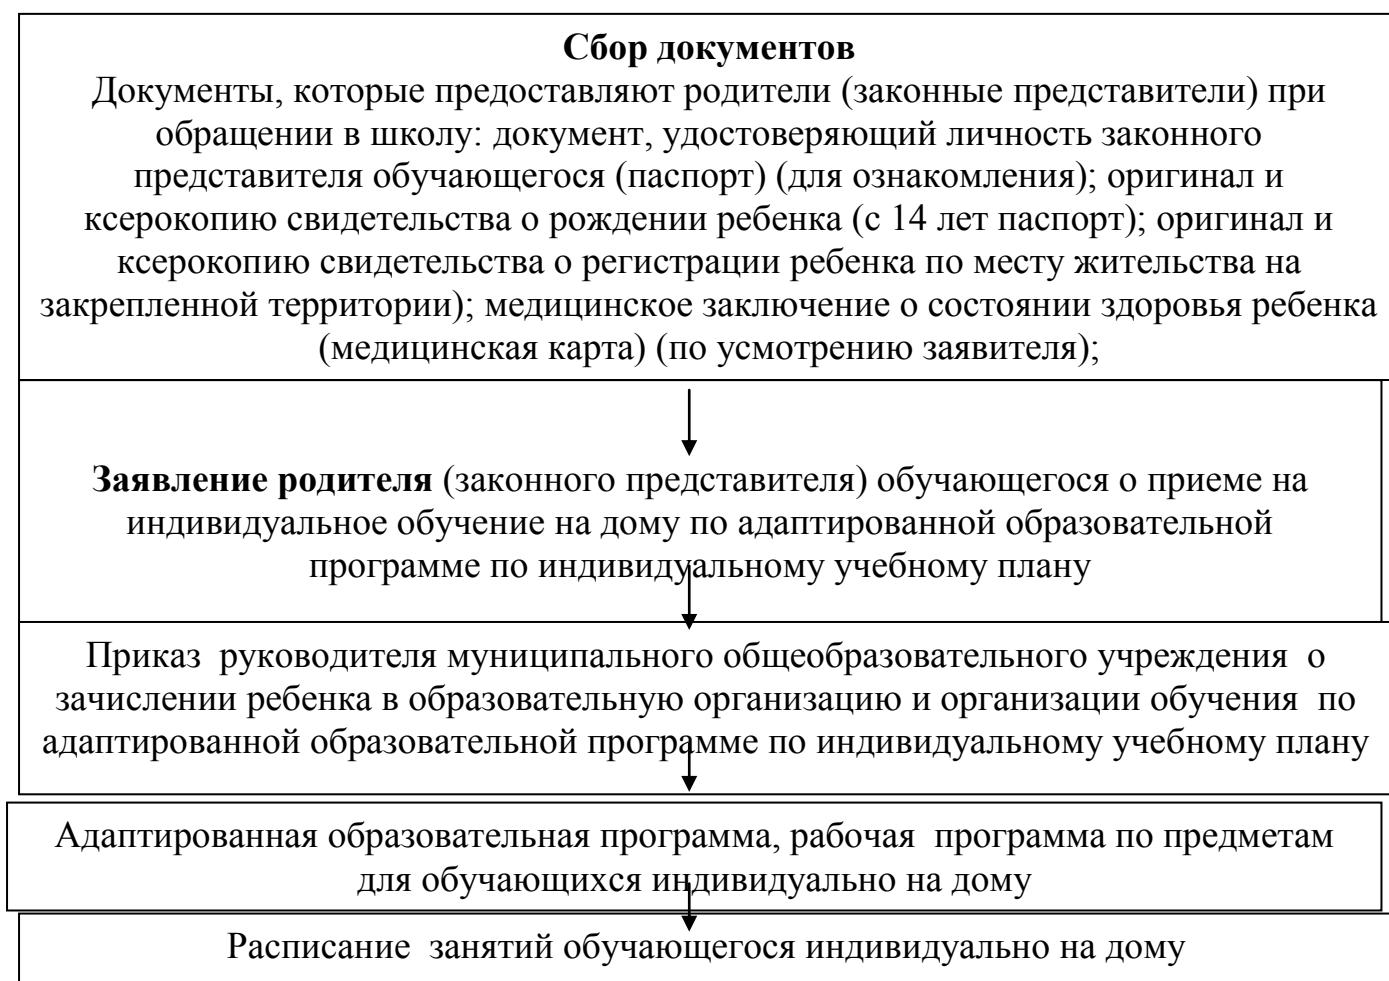 Сбор документов
Документы, которые предоставляют родители (законные представители) при
обращении в школу: документ, удостоверяющий личность законного
представителя обучающегося (паспорт) (для ознакомления); оригинал и
ксерокопию свидетельства о рождении ребенка (с 14 лет паспорт); оригинал и
ксерокопию свидетельства о регистрации ребенка по месту жительства на
закрепленной территории); медицинское заключение о состоянии здоровья ребенка
(медицинская карта) (по усмотрению заявителя);
Заявление родителя (законного представителя) обучающегося о приеме на
индивидуальное обучение на дому по адаптированной образовательной
программе по индивидуальному учебному плану
Приказ руководителя муниципального общеобразовательного учреждения о
зачислении ребенка в образовательную организацию и организации обучения по
адаптированной образовательной программе по индивидуальному учебному плану
Адаптированная образовательная программа, рабочая программа по предметам
для обучающихся индивидуально на дому
Расписание занятий обучающегося индивидуально на дому